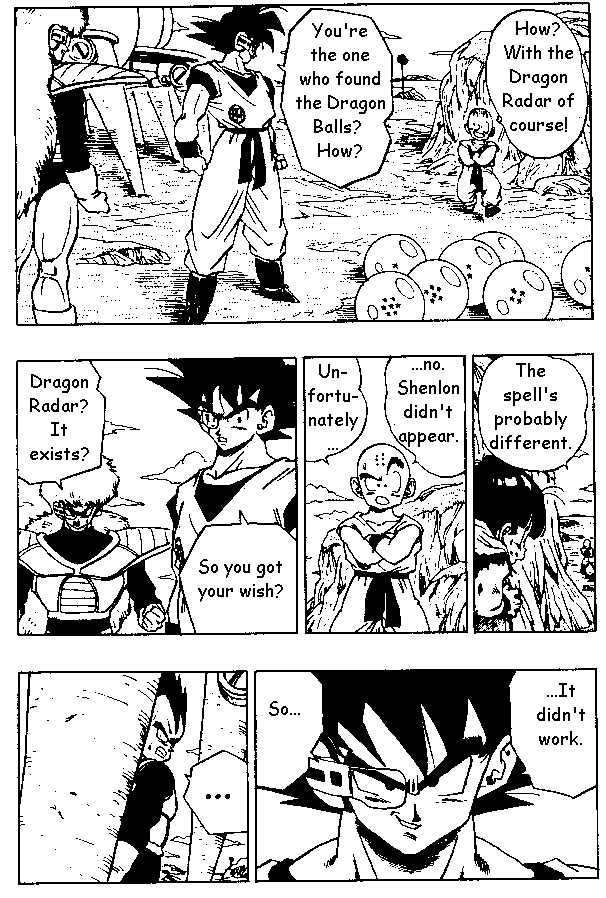 You're
the one
who found
the Dragon
Balls?
How?
How?
With the
Dragon
Radar of
course!
Dragon
Radar?
It
exists?
So you got
your wish?
Un-
fortu-
nately
...
...no.
Shenlon
didn't
appear.
The
spell's
probably
different.
...
So...
...It
didn't
work.